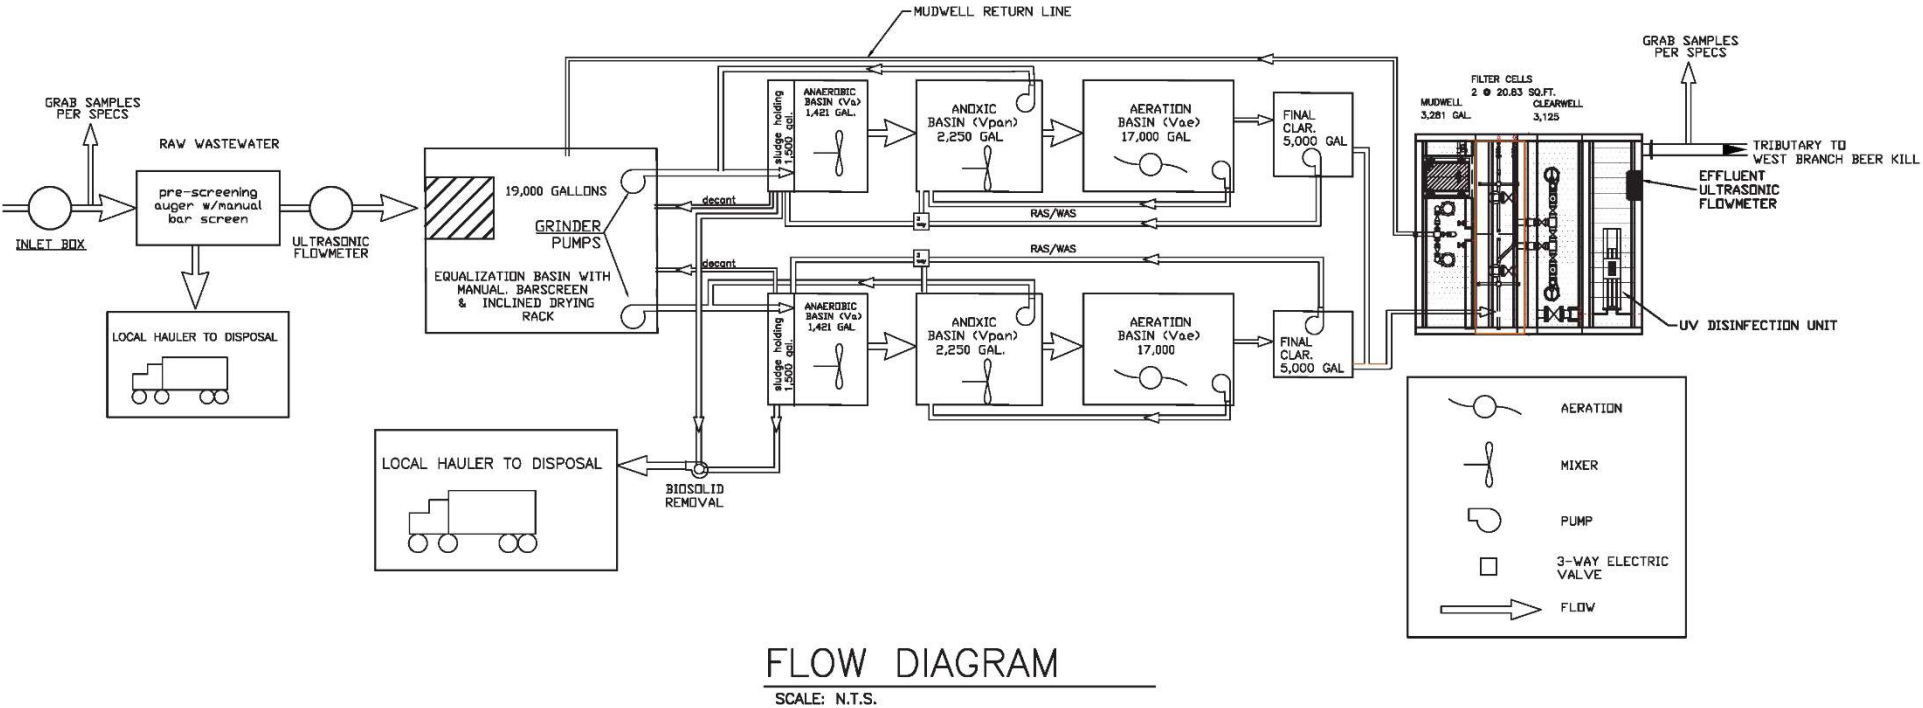 MUDWELL RETURN LINE
GRAB SAMPLES
PER SPECS
GRAB SAMPLES
PER SPECS
RAW WASTEWATER
INLET BOX
pre-screening
auger w/manual
bar screen
ULTRASONIC
FLOWMETER
LOCAL HAULER TO DISPOSAL
19,000 GALLONS
GRINDER
PUMPS
EQUALIZATION BASIN WITH
MANUAL. BARSCREEN
& INCLINED DRYING
RACK
decant
decant
sludge holding
1,500 gal.
ANAEROBIC
BASIN (Va)
1,421 GAL.
ANOXIC
BASIN (Vpan)
2,250 GAL
AERATION
BASIN (Vae)
17,000 GAL
FINAL
CLAR.
5,000 GAL
3
way
RAS/WAS
3
way
RAS/WAS
sludge holding
1,500 gal.
ANAEROBIC
BASIN (Va)
1,421 GAL
ANOXIC
BASIN (Vpan)
2,250 GAL.
AERATION
BASIN (Vae)
17,000
FINAL
CLAR.
5,000 GAL
LOCAL HAULER TO DISPOSAL
BIOSOLID
REMOVAL
FILTER CELLS
2 @ 20.83 SQ.FT.
MUDWELL
3,281 GAL.
CLEARWELL
3,125
TRIBUTARY TO
WEST BRANCH BEER KILL
EFFLUENT
ULTRASONIC
FLOWMETER
UV DISINFECTION UNIT
AERATION
MIXER
PUMP
3-WAY ELECTRIC
VALVE
FLOW
FLOW DIAGRAM
SCALE: N.T.S.